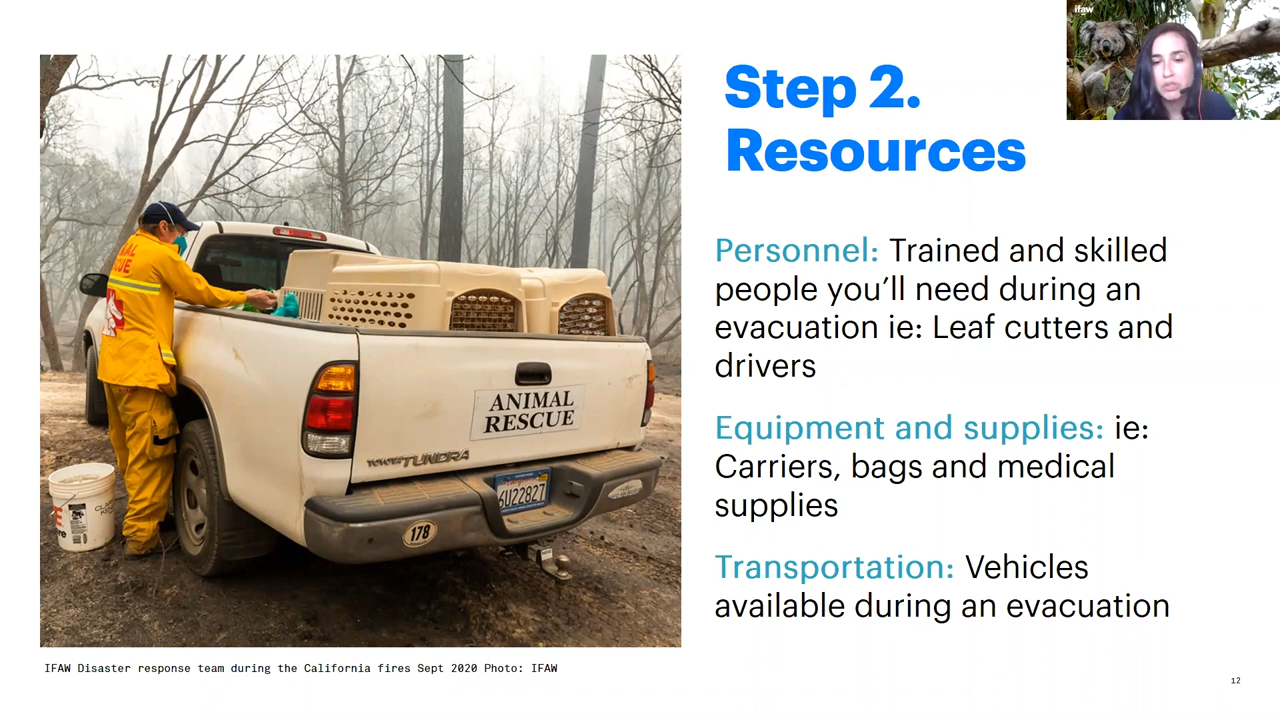 ifaw
Step 2.
Resources
Personnel: Trained and skilled
people you’ll need during an
evacuation ie: Leaf cutters and
drivers
Equipment and supplies: ie:
Carriers, bags and medical
supplies
Transportation: Vehicles
available during an evacuation
ANIMAL
RESCUE
TOYOTA TUNDRA
6U22827
178
IFAW Disaster response team during the California fires Sept 2020 Photo: IFAW
12